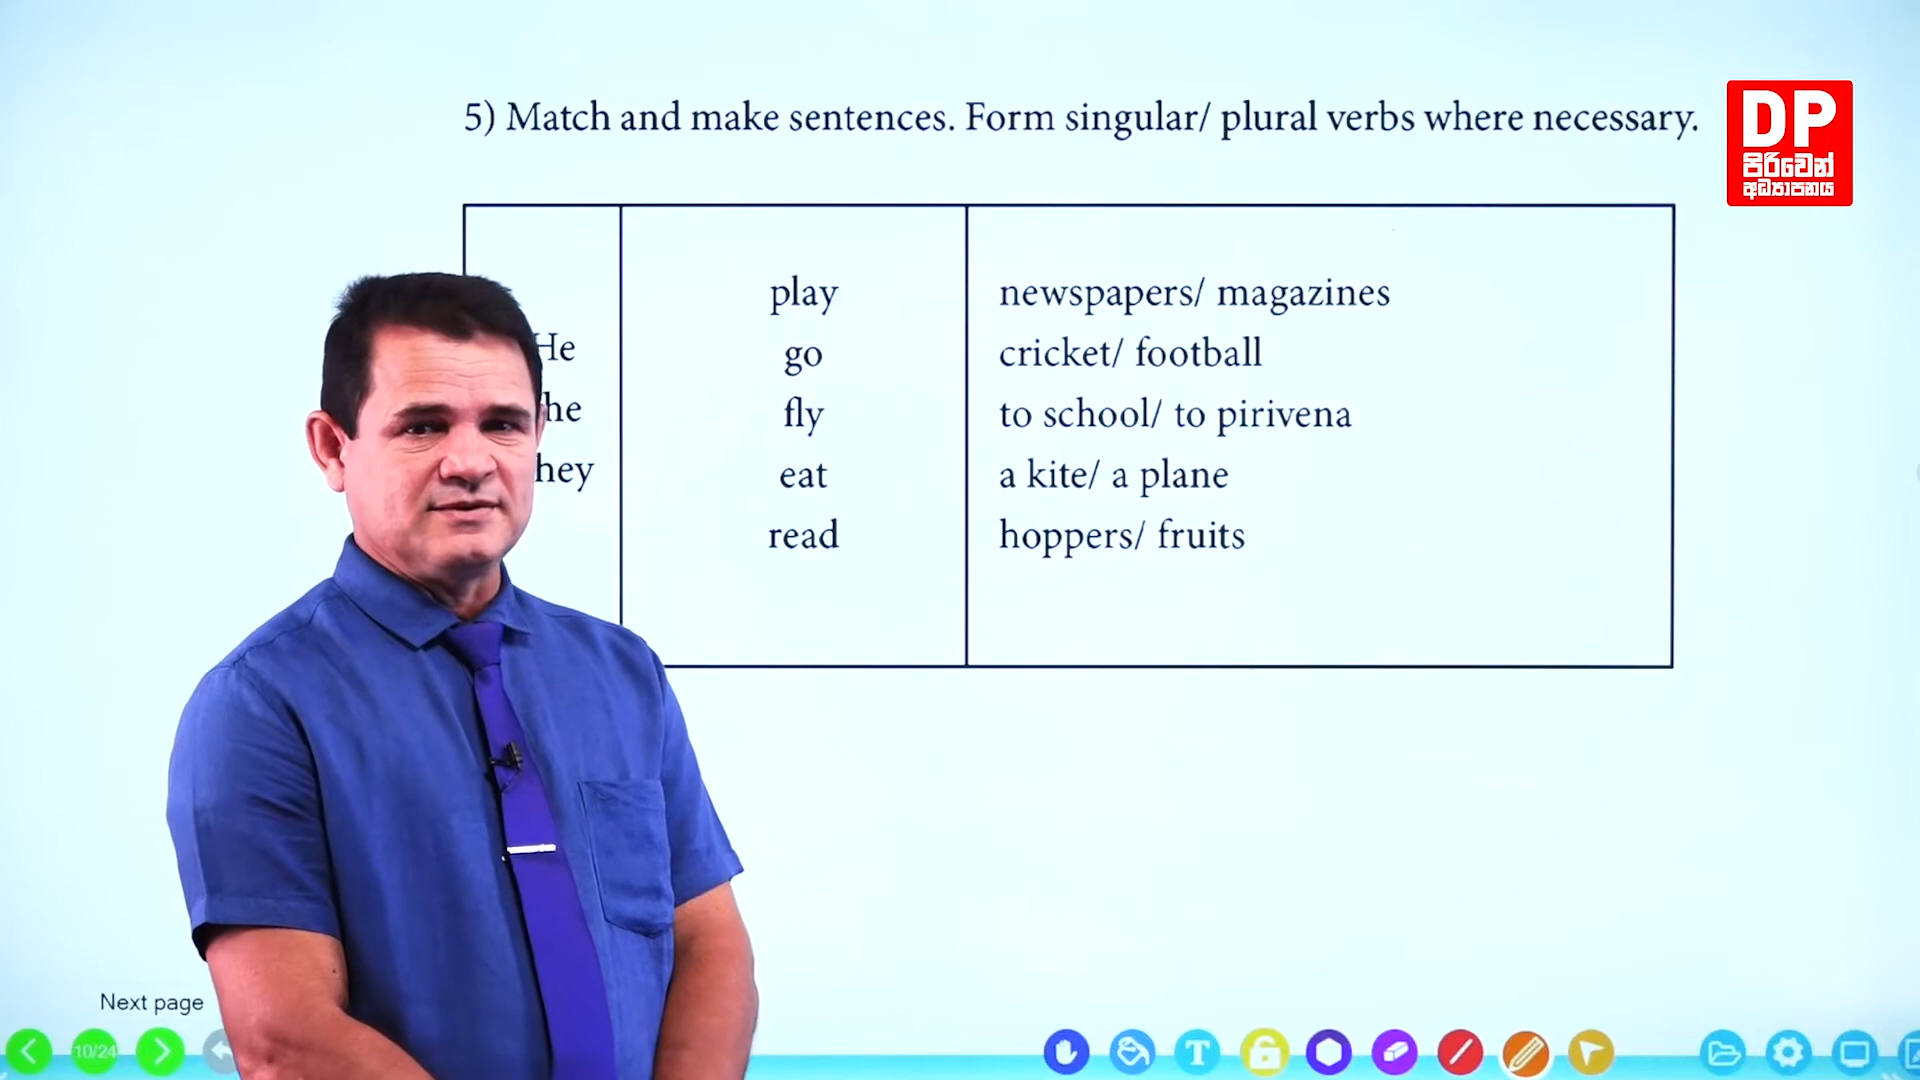 5) Match and make sentences. Form singular/ plural verbs where necessary.
DP
පිරිවෙන්
අධ්‍යාපනය
play
newspapers/ magazines
He
go
cricket/ football
he
fly
to school/ to pirivena
hey
eat
a kite/ a plane
read
hoppers/ fruits
Next page
10/24
T